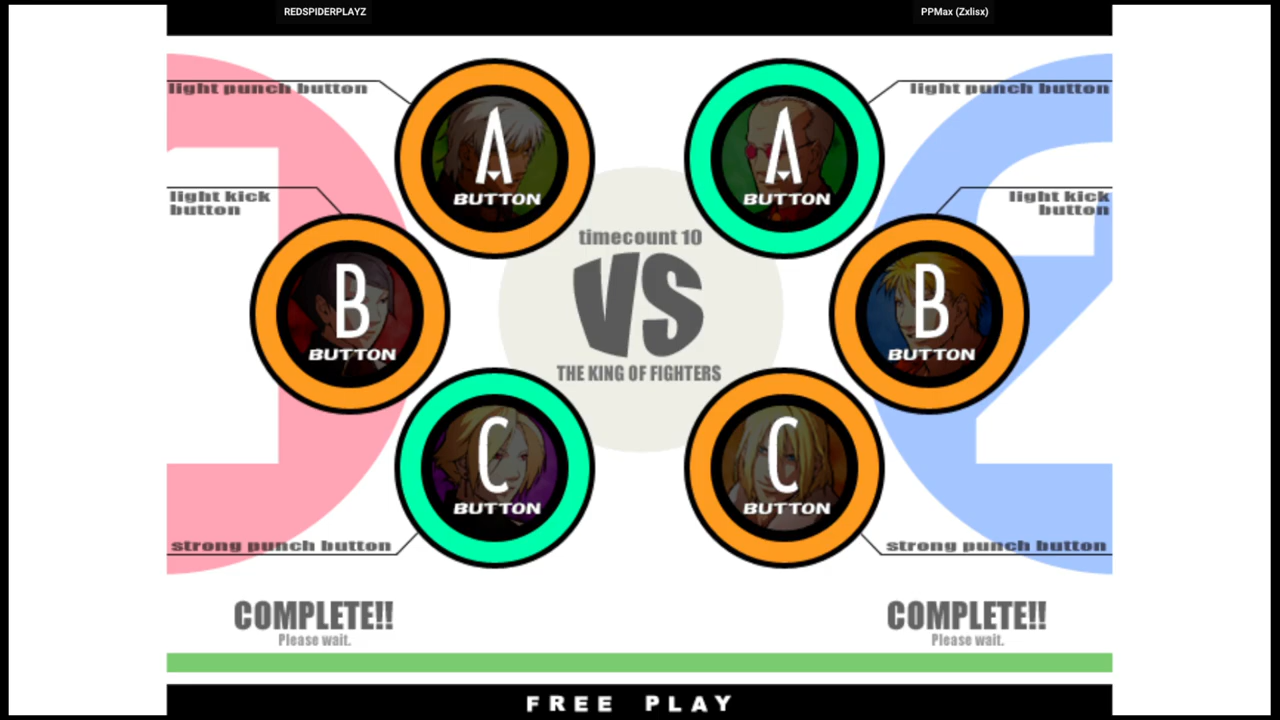 REDSPIDERPLAYZ
PPMax (Zxlisx)
light punch button
A
BUTTON
A
BUTTON
light punch button
light kick
button
B
BUTTON
timecount 10
VS
THE KING OF FIGHTERS
B
BUTTON
light kick
button
C
BUTTON
C
BUTTON
strong punch button
strong punch button
COMPLETE!!
Please wait.
COMPLETE!!
Please wait.
FREE PLAY